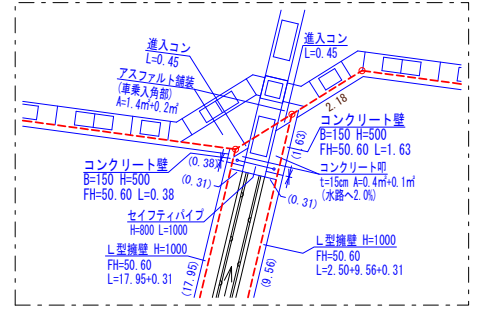 進入コン
L=0.45
進入コン
L=0.45
アスファルト舗装
(車乗入角部)
A=1.4㎡+0.2㎡
2.18
コンクリート壁
B=150 H=500
FH=50.60 L=1.63
(1.63)
コンクリート壁
B=150 H=500
FH=50.60 L=0.38
(0.38)
(0.31)
コンクリート叩
t=15cm A=0.4㎡+0.1㎡
(水路へ2.0%)
(0.31)
セイフティパイプ
H=800 L=1000
L型擁壁 H=1000
FH=50.60
L=17.95+0.31
(17.95)
(9.56)
L型擁壁 H=1000
FH=50.60
L=2.50+9.56+0.31